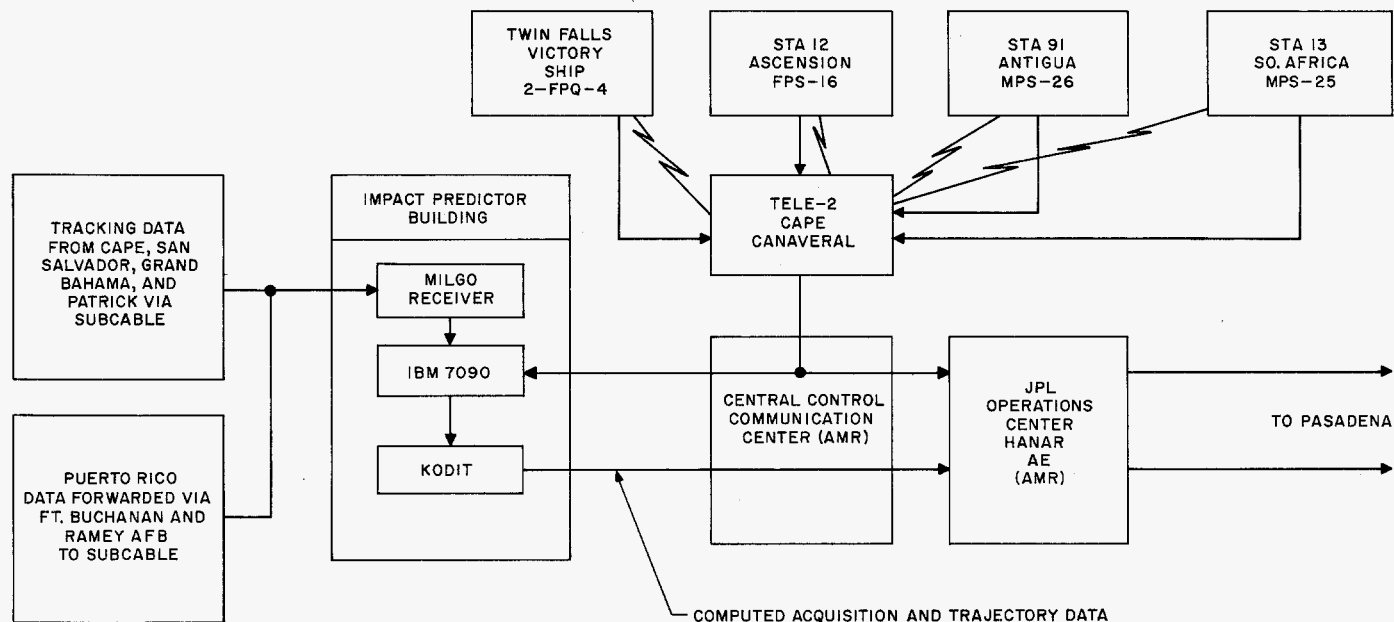 TWIN FALLS
VICTORY
SHIP
2-FPQ-4
STA 12
ASCENSION
FPS-16
STA 91
ANTIGUA
MPS-26
STA 13
SO. AFRICA
MPS-25
TRACKING DATA
FROM CAPE, SAN
SALVADOR, GRAND
BAHAMA, AND
PATRICK VIA
SUBCABLE
IMPACT PREDICTOR
BUILDING
MILGO
RECEIVER
IBM 7090
KODIT
TELE-2
CAPE
CANAVERAL
CENTRAL CONTROL
COMMUNICATION
CENTER (AMR)
JPL
OPERATIONS
CENTER
HANAR
AE
(AMR)
TO PASADENA
PUERTO RICO
DATA FORWARDED VIA
FT. BUCHANAN AND
RAMEY AFB
TO SUBCABLE
COMPUTED ACQUISITION AND TRAJECTORY DATA